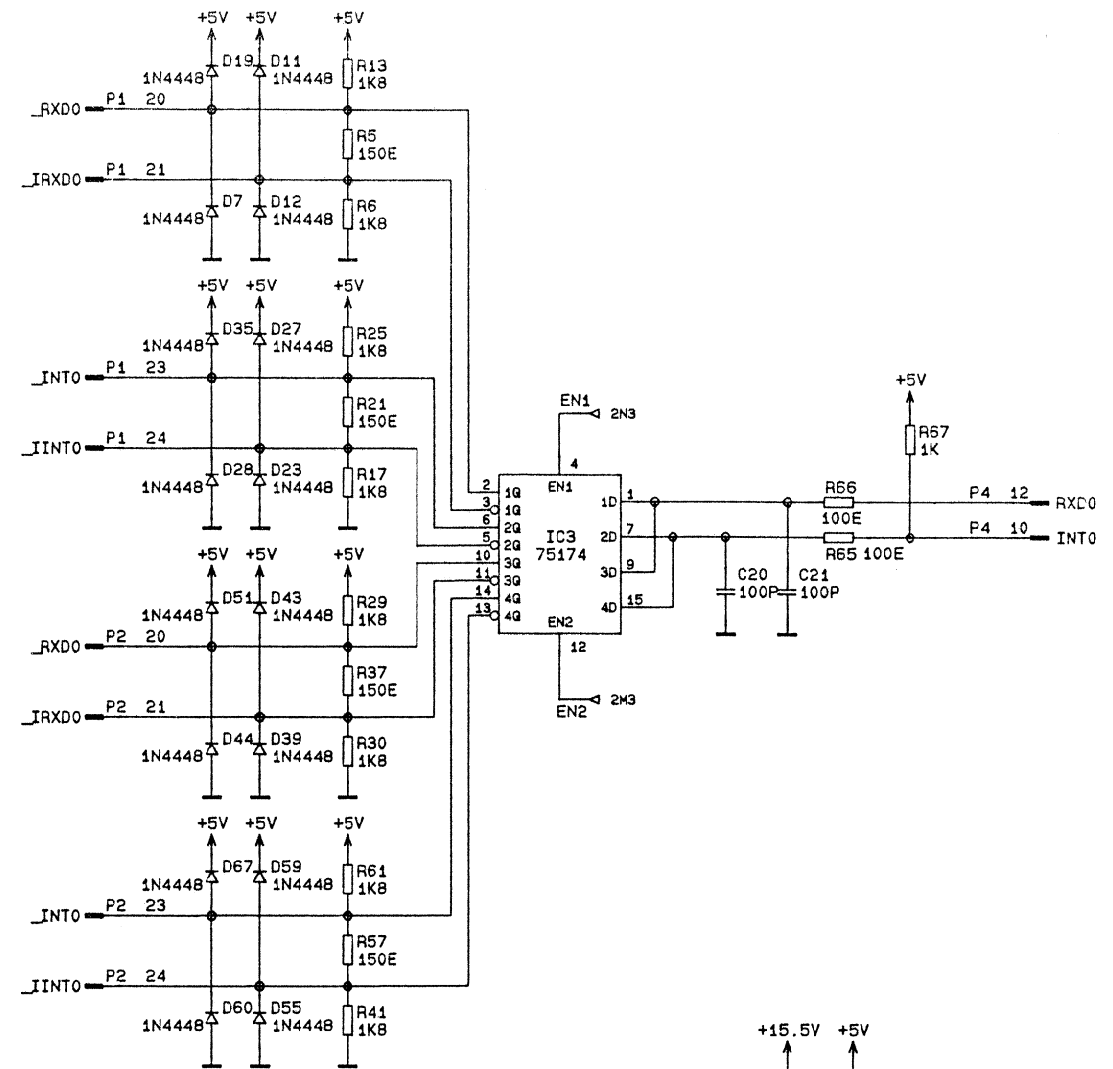 +5V +5V +5V
D19 D11 R13
1N4448 1N4448 1K8
_RXD0 P1 20
R5
150E
_IRXD0 P1 21
D7 D12 R6
1N4448 1N4448 1K8
+5V +5V +5V
D35 D27 R25
1N4448 1N4448 1K8
_INT0 P1 23
R21
150E
_IINT0 P1 24
D28 D23 R17
1N4448 1N4448 1K8
+5V +5V +5V
D51 D43 R29
1N4448 1N4448 1K8
_RXD0 P2 20
R37
150E
_IRXD0 P2 21
D44 D39 R30
1N4448 1N4448 1K8
+5V +5V +5V
D67 D59 R61
1N4448 1N4448 1K8
_INT0 P2 23
R57
150E
_IINT0 P2 24
D60 D55 R41
1N4448 1N4448 1K8
EN1 2N3
4
EN1
2 1Q
3 1Q
6 2Q
5 2Q
10 3Q
11 3Q
14 4Q
13 4Q
IC3
75174
1D 1
2D 7
3D 9
4D 15
EN2
12
EN2 2M3
+5V
R67
1K
R66
100E
P4 12 RXD0
R65 100E
P4 10 INT0
C20
100P
C21
100P
+15.5V +5V